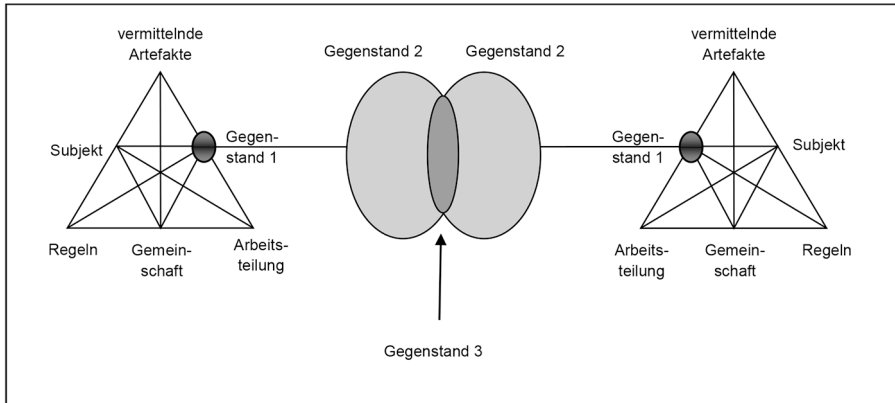 vermittelnde
Artefakte
Gegenstand 2
Gegenstand 2
vermittelnde
Artefakte
Subjekt
Gegen-
stand 1
Gegen-
stand 1
Subjekt
Regeln
Gemein-
schaft
Arbeits-
teilung
Arbeits-
teilung
Gemein-
schaft
Regeln
Gegenstand 3